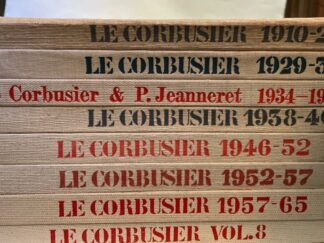 LE CORBUSIER 1910-2
LE CORBUSIER 1929-3
Corbusier & P. Jeanneret 1934-19
LE CORBUSIER 1938-46
LE CORBUSIER 1946-52
LE CORBUSIER 1952-57
LE CORBUSIER 1957-65
LE CORBUSIER VOL.8